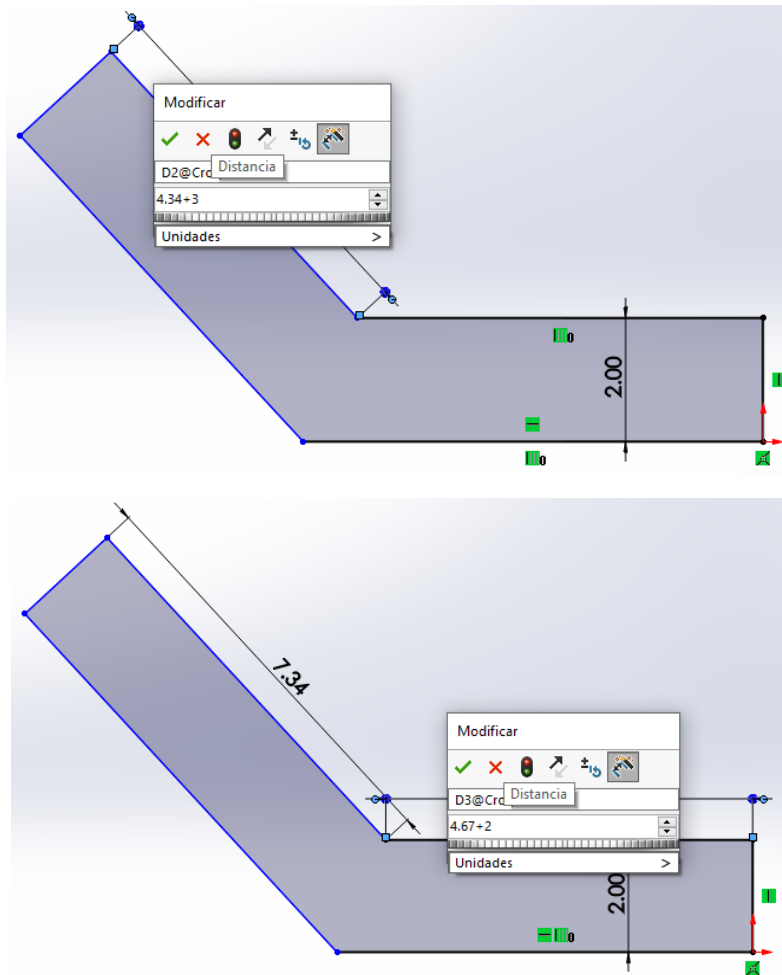 Modificar
Distancia
D2@Cro
4.34+3
Unidades >
2.00
7.34
Modificar
Distancia
D3@Cro
4.67+2
Unidades >
2.00